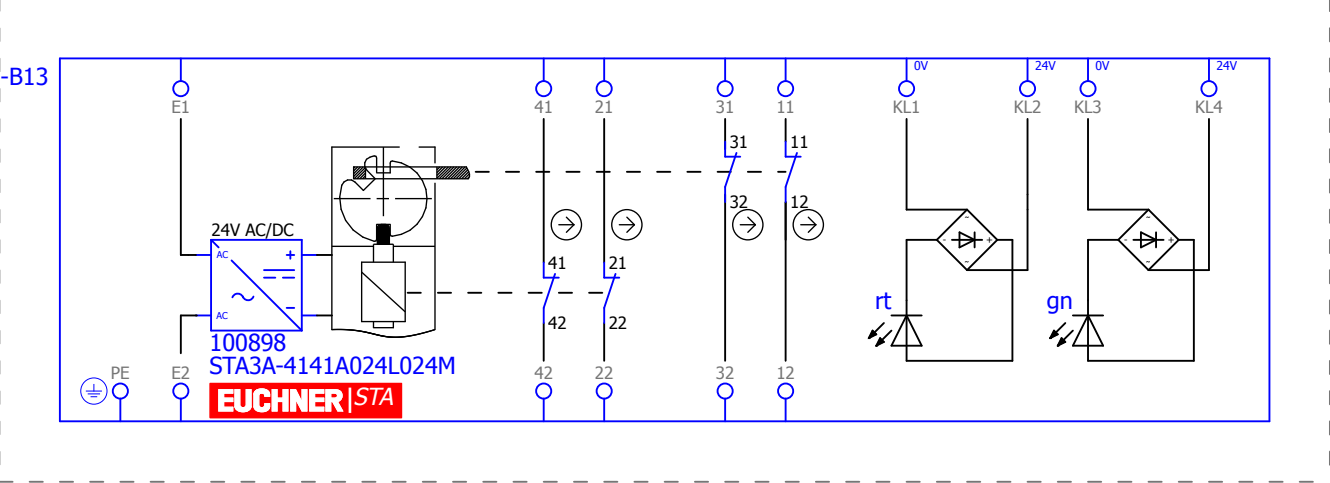 -B13
0V
24V
0V
24V
E1
41
21
31
11
KL1
KL2
KL3
KL4
31
11
32
12
24V AC/DC
AC
+
41
21
-
+
-
+
~
~
AC
-
42
22
rt
gn
100898
STA3A-4141A024L024M
PE
E2
42
22
32
12
EUCHNER|STA